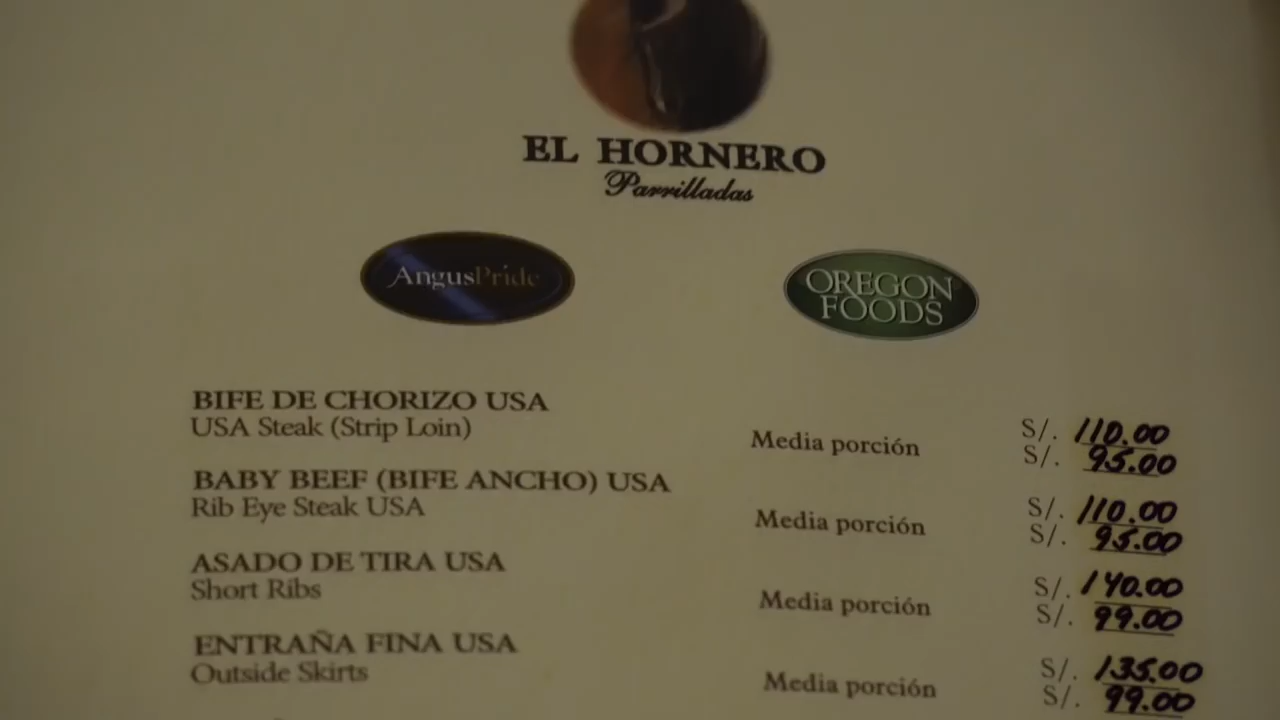 EL HORNERO
Parrilladas
AngusPride
OREGON
FOODS
BIFE DE CHORIZO USA
S/. 110.00
USA Steak (Strip Loin)
Media porción S/. 95.00
BABY BEEF (BIFE ANCHO) USA
S/. 110.00
Rib Eye Steak USA
Media porción S/. 95.00
ASADO DE TIRA USA
S/. 140.00
Short Ribs
Media porción S/. 99.00
ENTRAÑA FINA USA
S/. 135.00
Outside Skirts
Media porción S/. 99.00